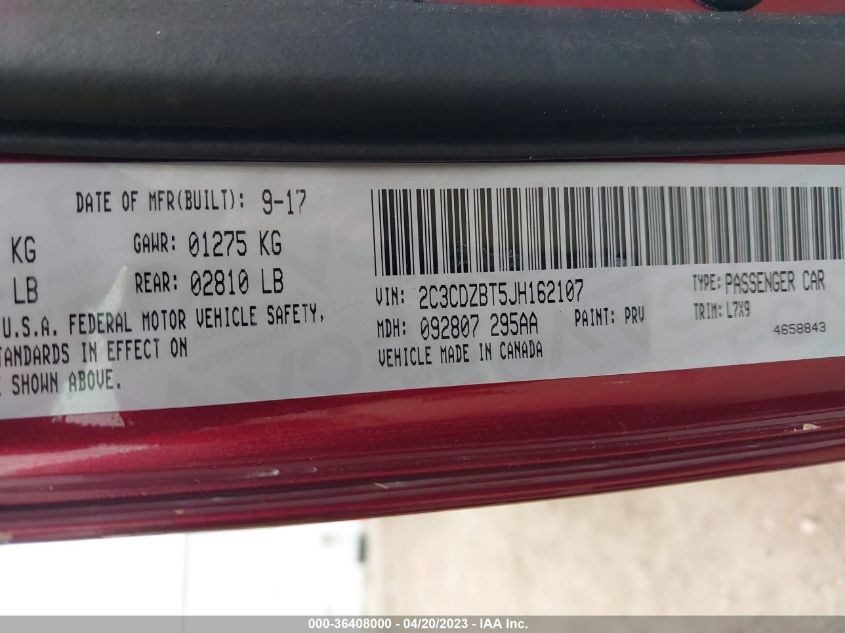 DATE OF MFR(BUILT): 9-17
KG GAWR: 01275 KG
LB REAR: 02810 LB
U.S.A. FEDERAL MOTOR VEHICLE SAFETY,
STANDARDS IN EFFECT ON
SHOWN ABOVE.
VIN: 2C3CDZBT5JH162107
TYPE: PASSENGER CAR
MDH: 092807 295AA PAINT: PRV
TRIM: L7X9
VEHICLE MADE IN CANADA
4658843
000-36408000 - 04/20/2023 - IAA Inc.